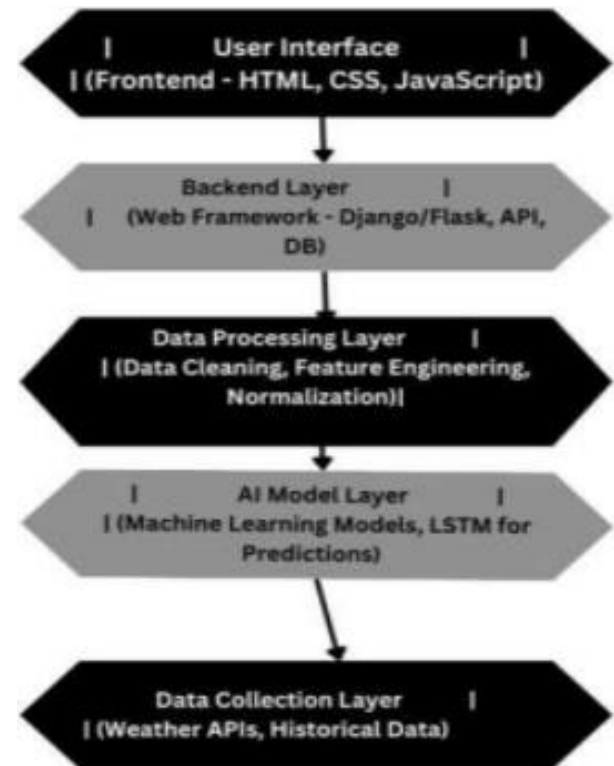 | User Interface |
| (Frontend - HTML, CSS, JavaScript)
Backend Layer |
| (Web Framework - Django/Flask, API,
DB)
Data Processing Layer |
| (Data Cleaning, Feature Engineering,
Normalization)|
| AI Model Layer |
| (Machine Learning Models, LSTM for
Predictions)
Data Collection Layer |
| (Weather APIs, Historical Data)